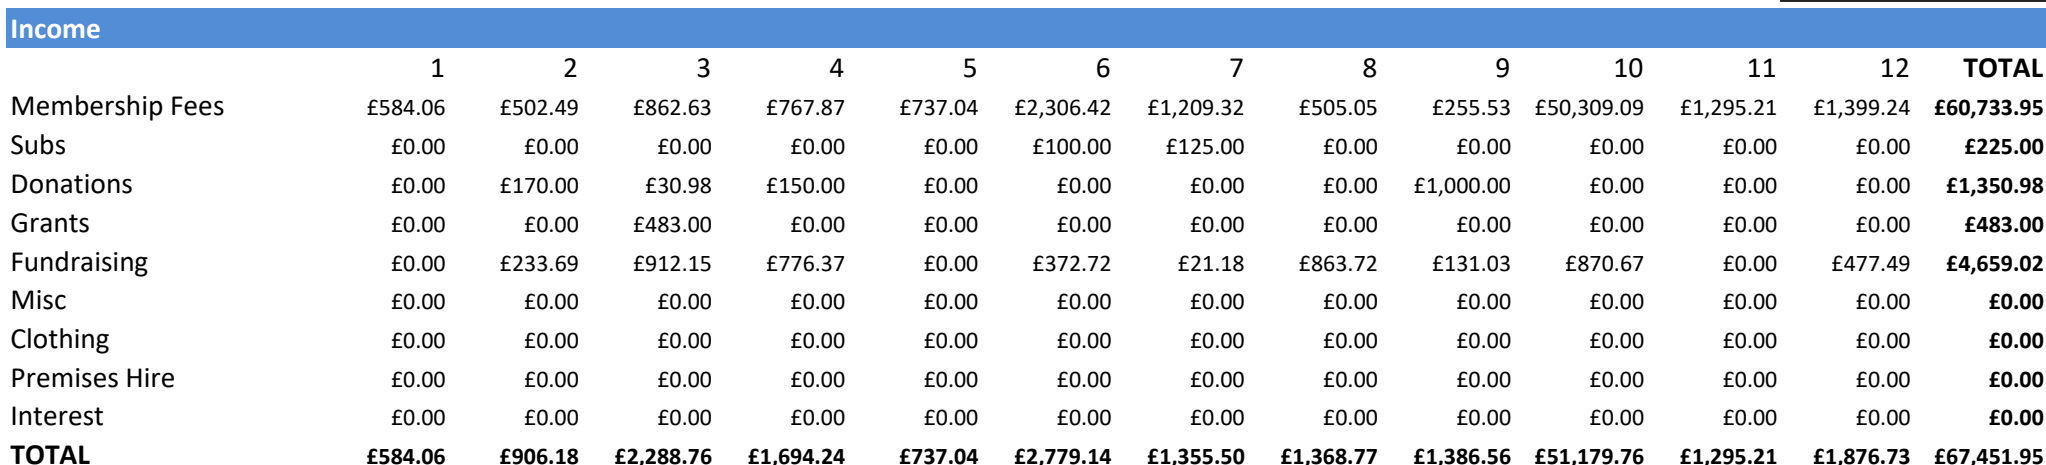 Income
1 2 3 4 5 6 7 8 9 10 11 12 TOTAL
Membership Fees £584.06 £502.49 £862.63 £767.87 £737.04 £2,306.42 £1,209.32 £505.05 £255.53 £50,309.09 £1,295.21 £1,399.24 £60,733.95
Subs £0.00 £0.00 £0.00 £0.00 £0.00 £100.00 £125.00 £0.00 £0.00 £0.00 £0.00 £0.00 £225.00
Donations £0.00 £170.00 £30.98 £150.00 £0.00 £0.00 £0.00 £0.00 £1,000.00 £0.00 £0.00 £0.00 £1,350.98
Grants £0.00 £0.00 £483.00 £0.00 £0.00 £0.00 £0.00 £0.00 £0.00 £0.00 £0.00 £0.00 £483.00
Fundraising £0.00 £233.69 £912.15 £776.37 £0.00 £372.72 £21.18 £863.72 £131.03 £870.67 £0.00 £477.49 £4,659.02
Misc £0.00 £0.00 £0.00 £0.00 £0.00 £0.00 £0.00 £0.00 £0.00 £0.00 £0.00 £0.00 £0.00
Clothing £0.00 £0.00 £0.00 £0.00 £0.00 £0.00 £0.00 £0.00 £0.00 £0.00 £0.00 £0.00 £0.00
Premises Hire £0.00 £0.00 £0.00 £0.00 £0.00 £0.00 £0.00 £0.00 £0.00 £0.00 £0.00 £0.00 £0.00
Interest £0.00 £0.00 £0.00 £0.00 £0.00 £0.00 £0.00 £0.00 £0.00 £0.00 £0.00 £0.00 £0.00
TOTAL £584.06 £906.18 £2,288.76 £1,694.24 £737.04 £2,779.14 £1,355.50 £1,368.77 £1,386.56 £51,179.76 £1,295.21 £1,876.73 £67,451.95